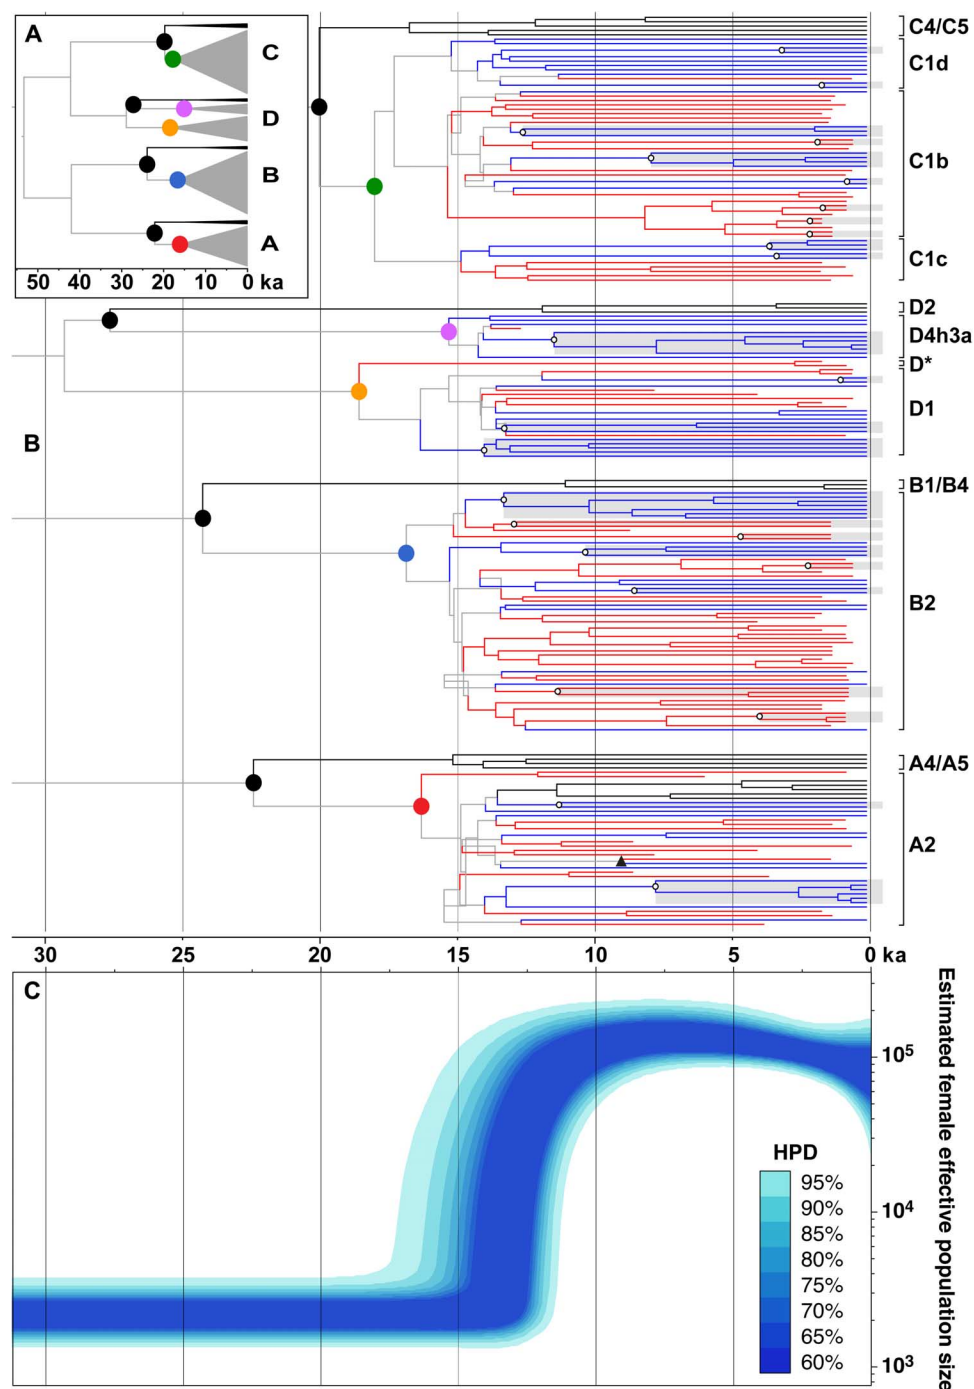 A
C
D
B
A
50
40
30
20
10
0
ka
C4/C5
C1d
C1b
C1c
D2
D4h3a
D*
D1
B
B1/B4
B2
A4/A5
A2
30
25
20
15
10
5
0
ka
C
Estimated female effective population size
10⁵
10⁴
10³
HPD
95%
90%
85%
80%
75%
70%
65%
60%